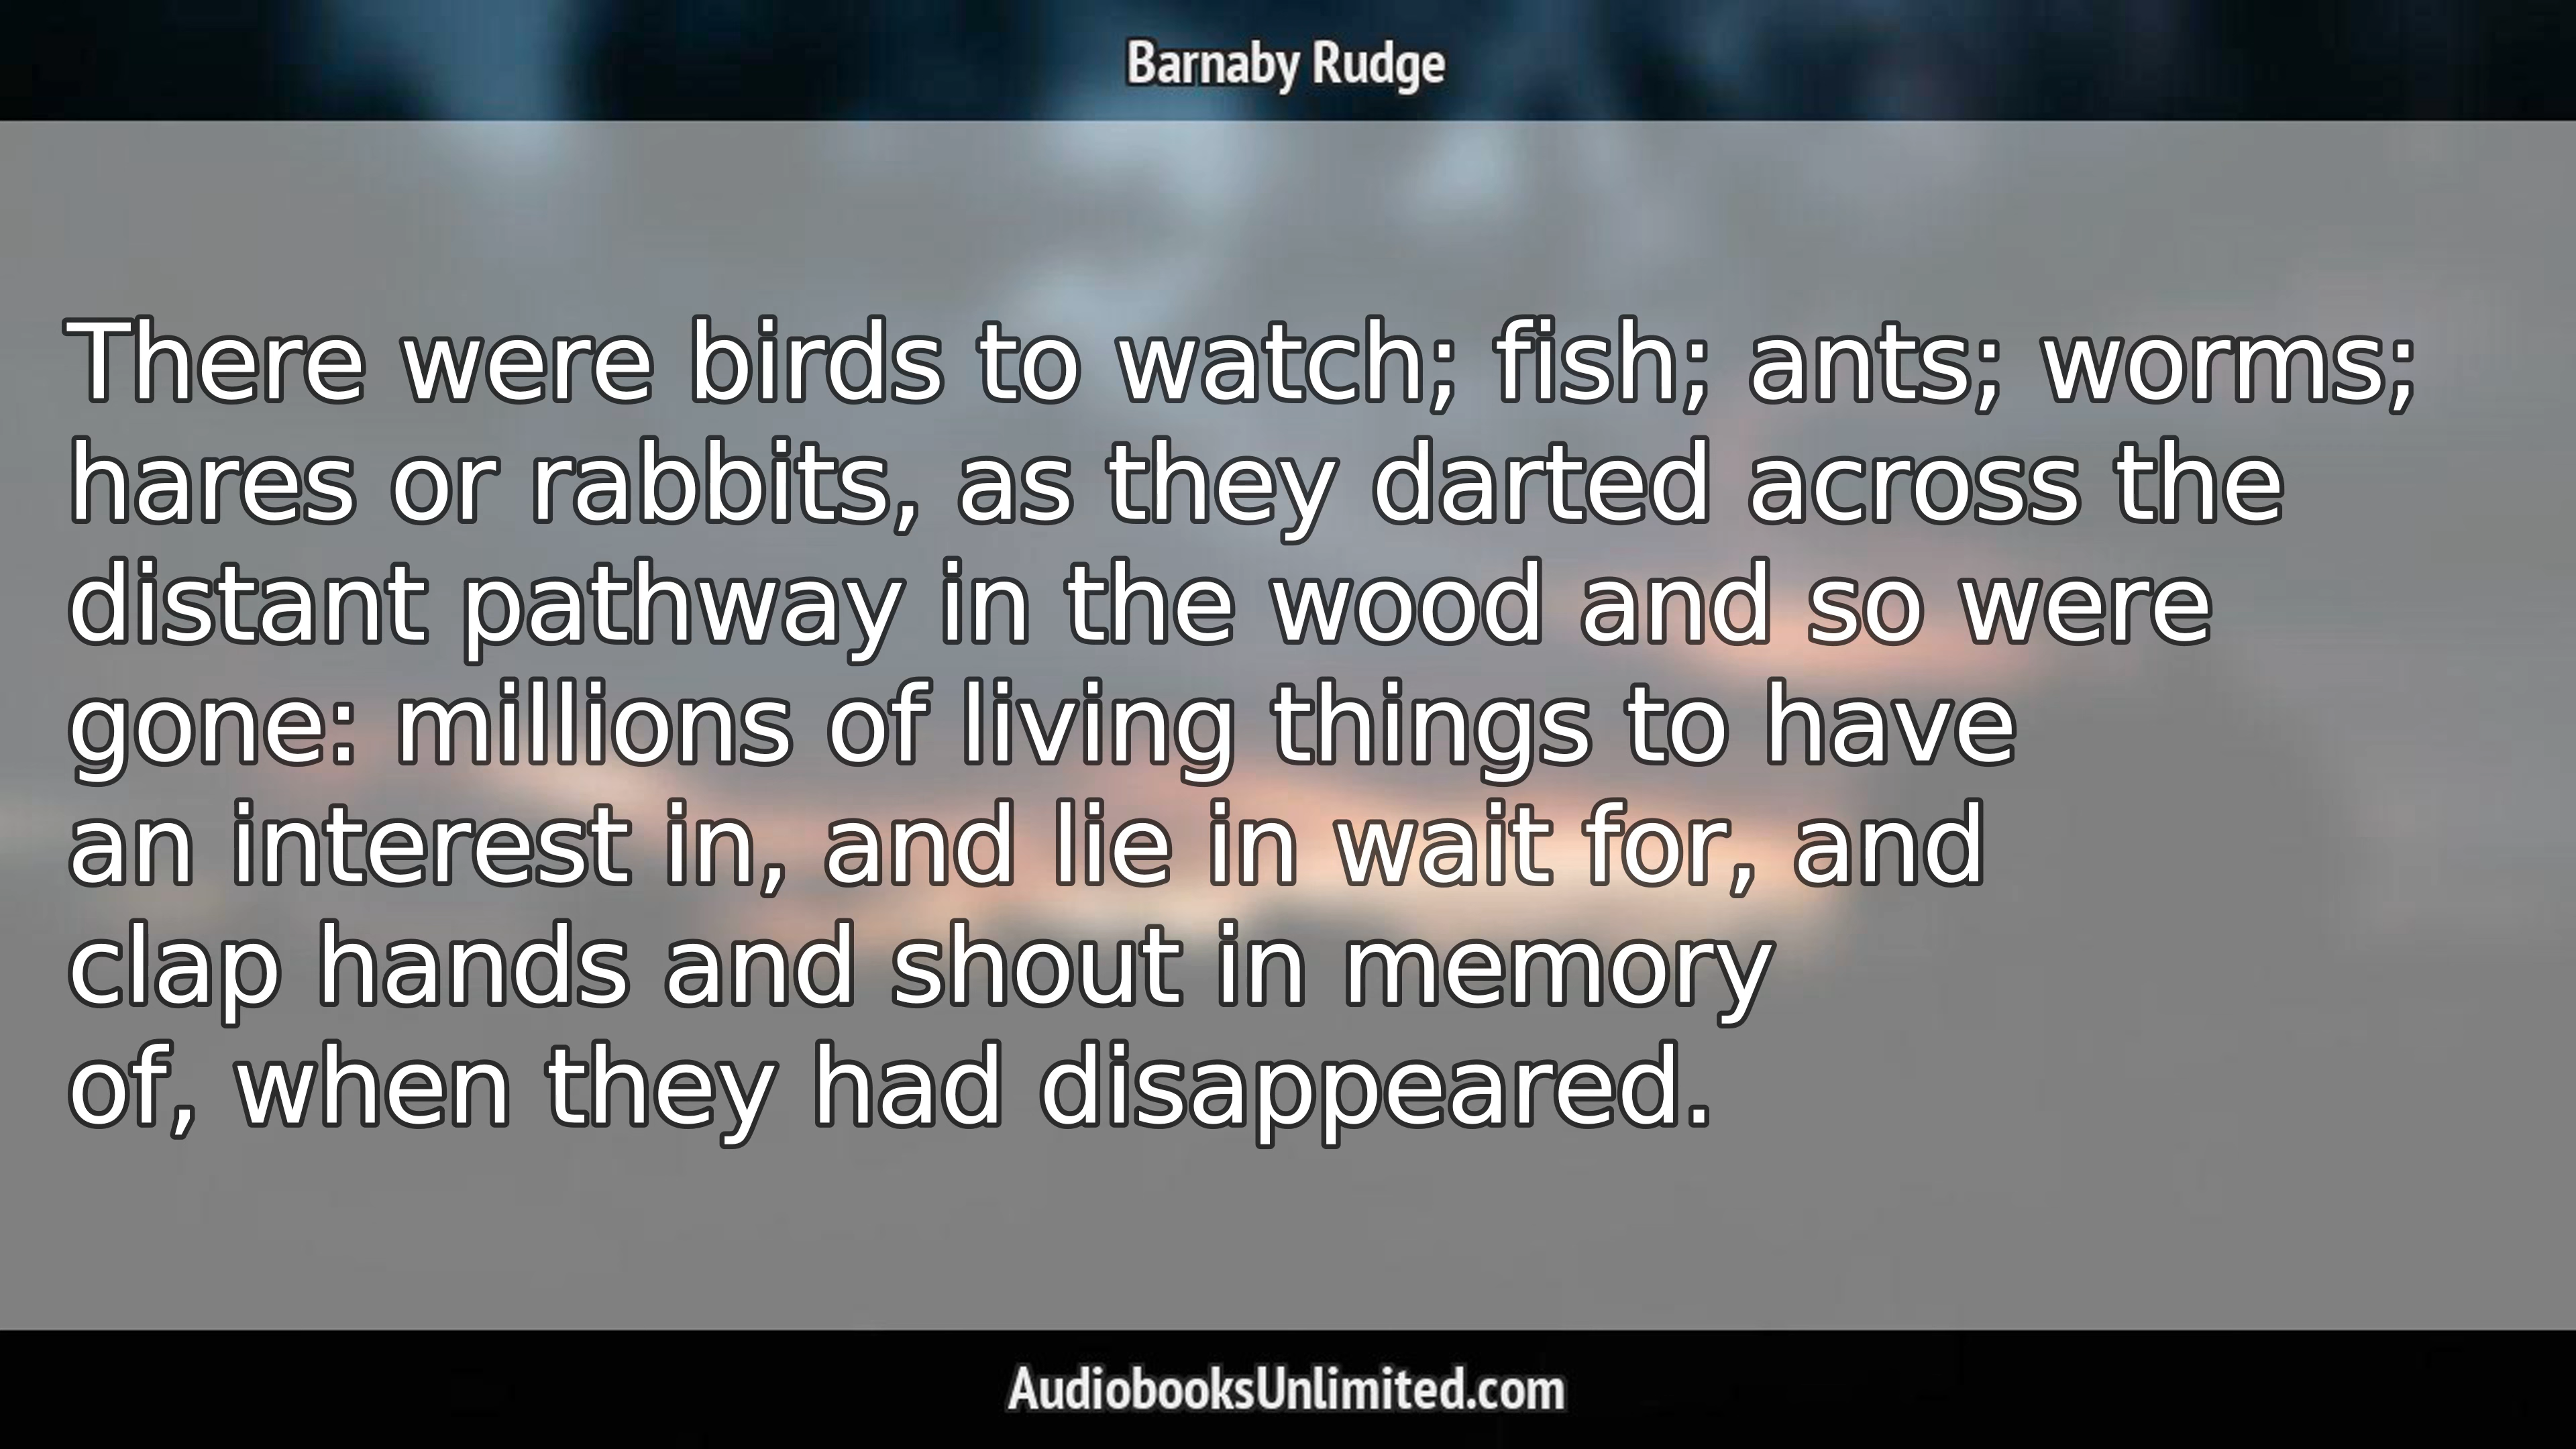 Barnaby Rudge
There were birds to watch; fish; ants; worms;
hares or rabbits, as they darted across the
distant pathway in the wood and so were
gone: millions of living things to have
an interest in, and lie in wait for, and
clap hands and shout in memory
of, when they had disappeared.
AudiobooksUnlimited.com